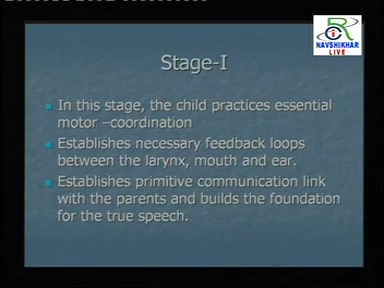 NAVSHIKHAR
LIVE
Stage-I
In this stage, the child practices essential
motor –coordination
Establishes necessary feedback loops
between the larynx, mouth and ear.
Establishes primitive communication link
with the parents and builds the foundation
for the true speech.